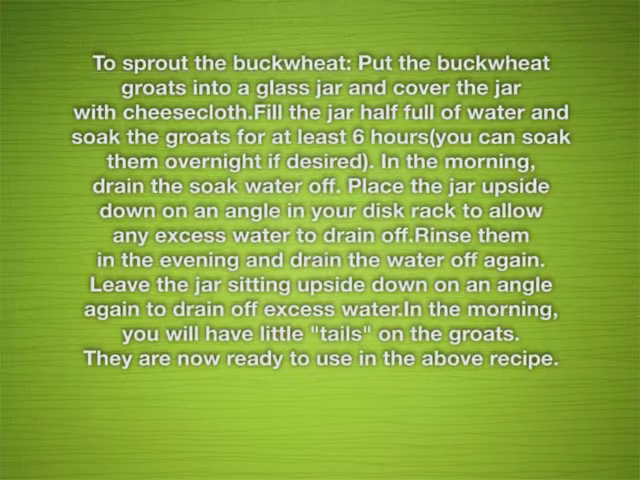 To sprout the buckwheat: Put the buckwheat
groats into a glass jar and cover the jar
with cheesecloth.Fill the jar half full of water and
soak the groats for at least 6 hours(you can soak
them overnight if desired). In the morning,
drain the soak water off. Place the jar upside
down on an angle in your disk rack to allow
any excess water to drain off.Rinse them
in the evening and drain the water off again.
Leave the jar sitting upside down on an angle
again to drain off excess water.In the morning,
you will have little "tails" on the groats.
They are now ready to use in the above recipe.